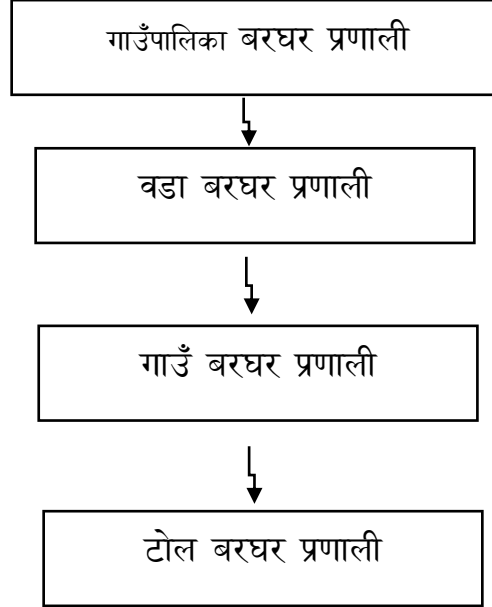 गाउँपालिका बरघर प्रणाली
वडा बरघर प्रणाली
गाउँ बरघर प्रणाली
टोल बरघर प्रणाली